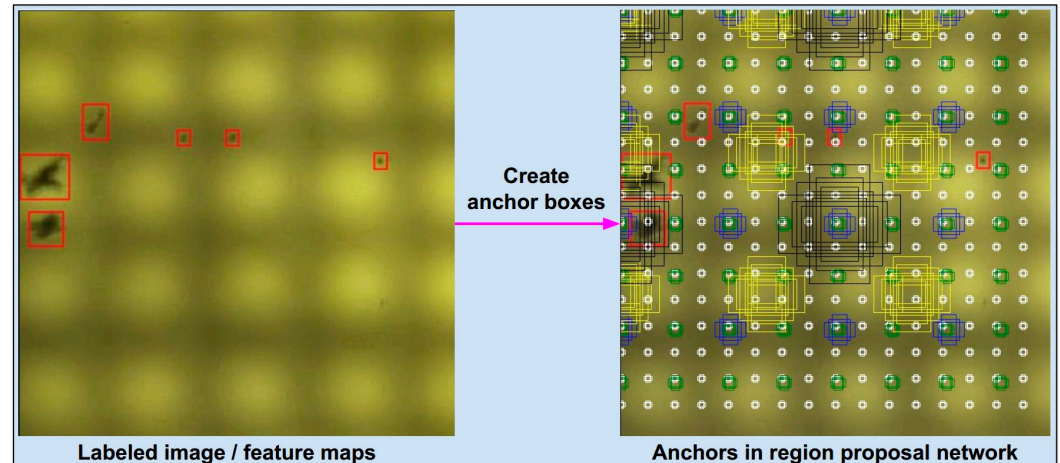 Create
anchor boxes
Labeled image / feature maps
Anchors in region proposal network